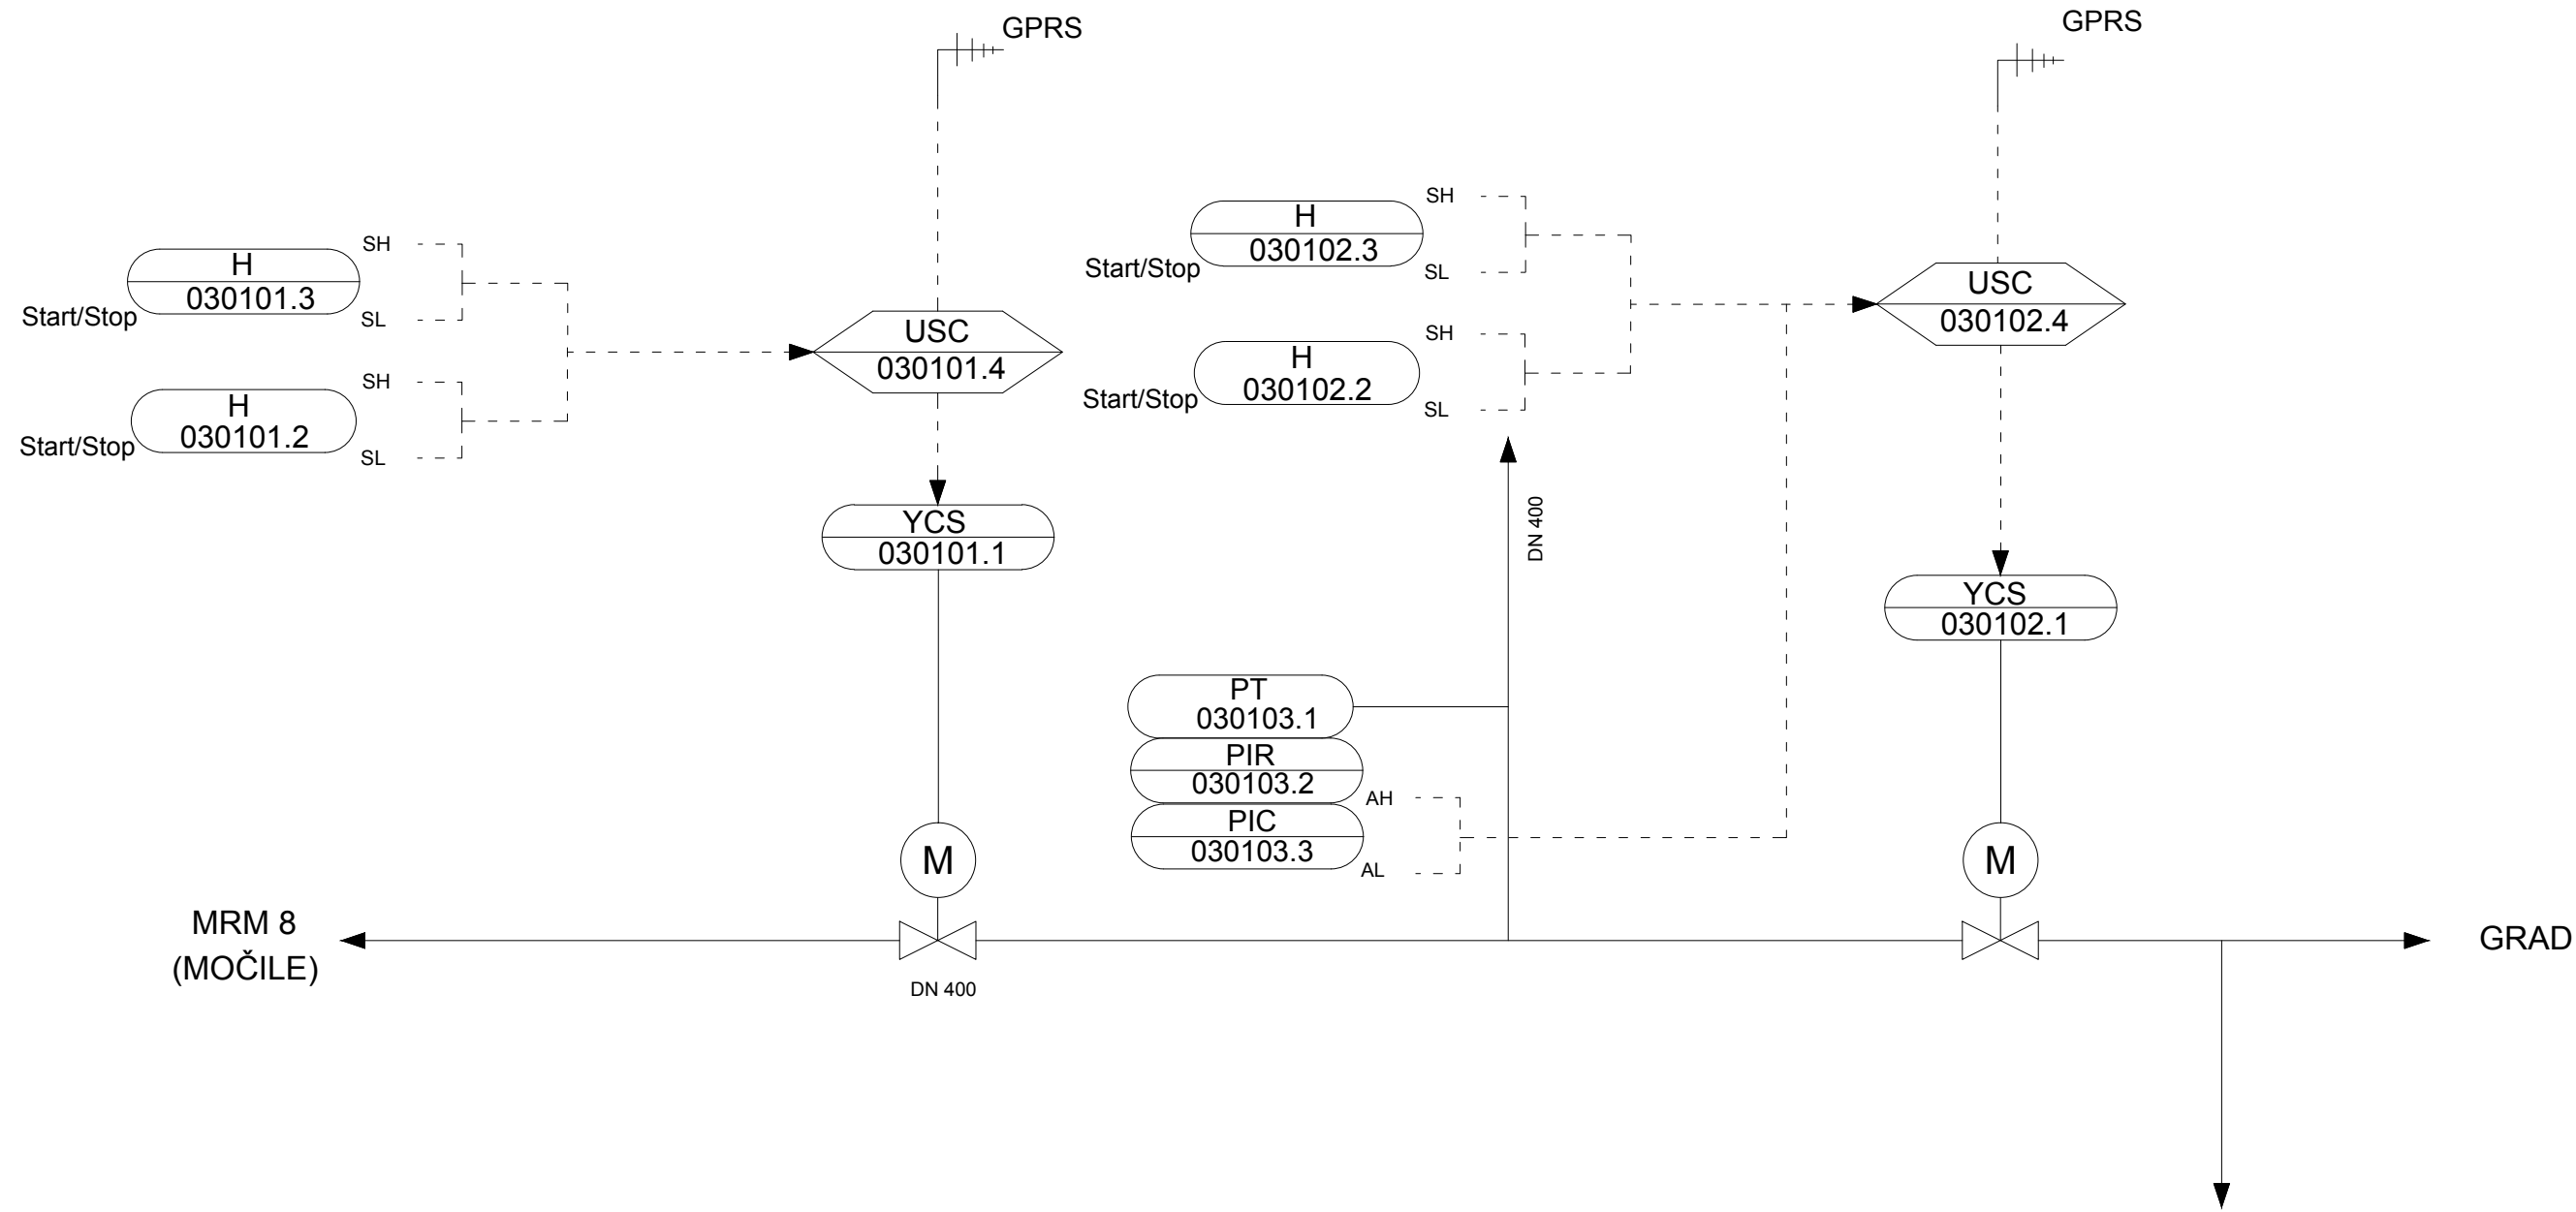 GPRS
GPRS
SH
H
030101.3
Start/Stop
SL
SH
H
030101.2
Start/Stop
SL
USC
030101.4
YCS
030101.1
M
MRM 8
(MOČILE)
DN 400
SH
H
030102.3
Start/Stop
SL
SH
H
030102.2
Start/Stop
SL
USC
030102.4
DN 400
YCS
030102.1
PT
030103.1
PIR
030103.2
AH
PIC
030103.3
AL
M
GRAD